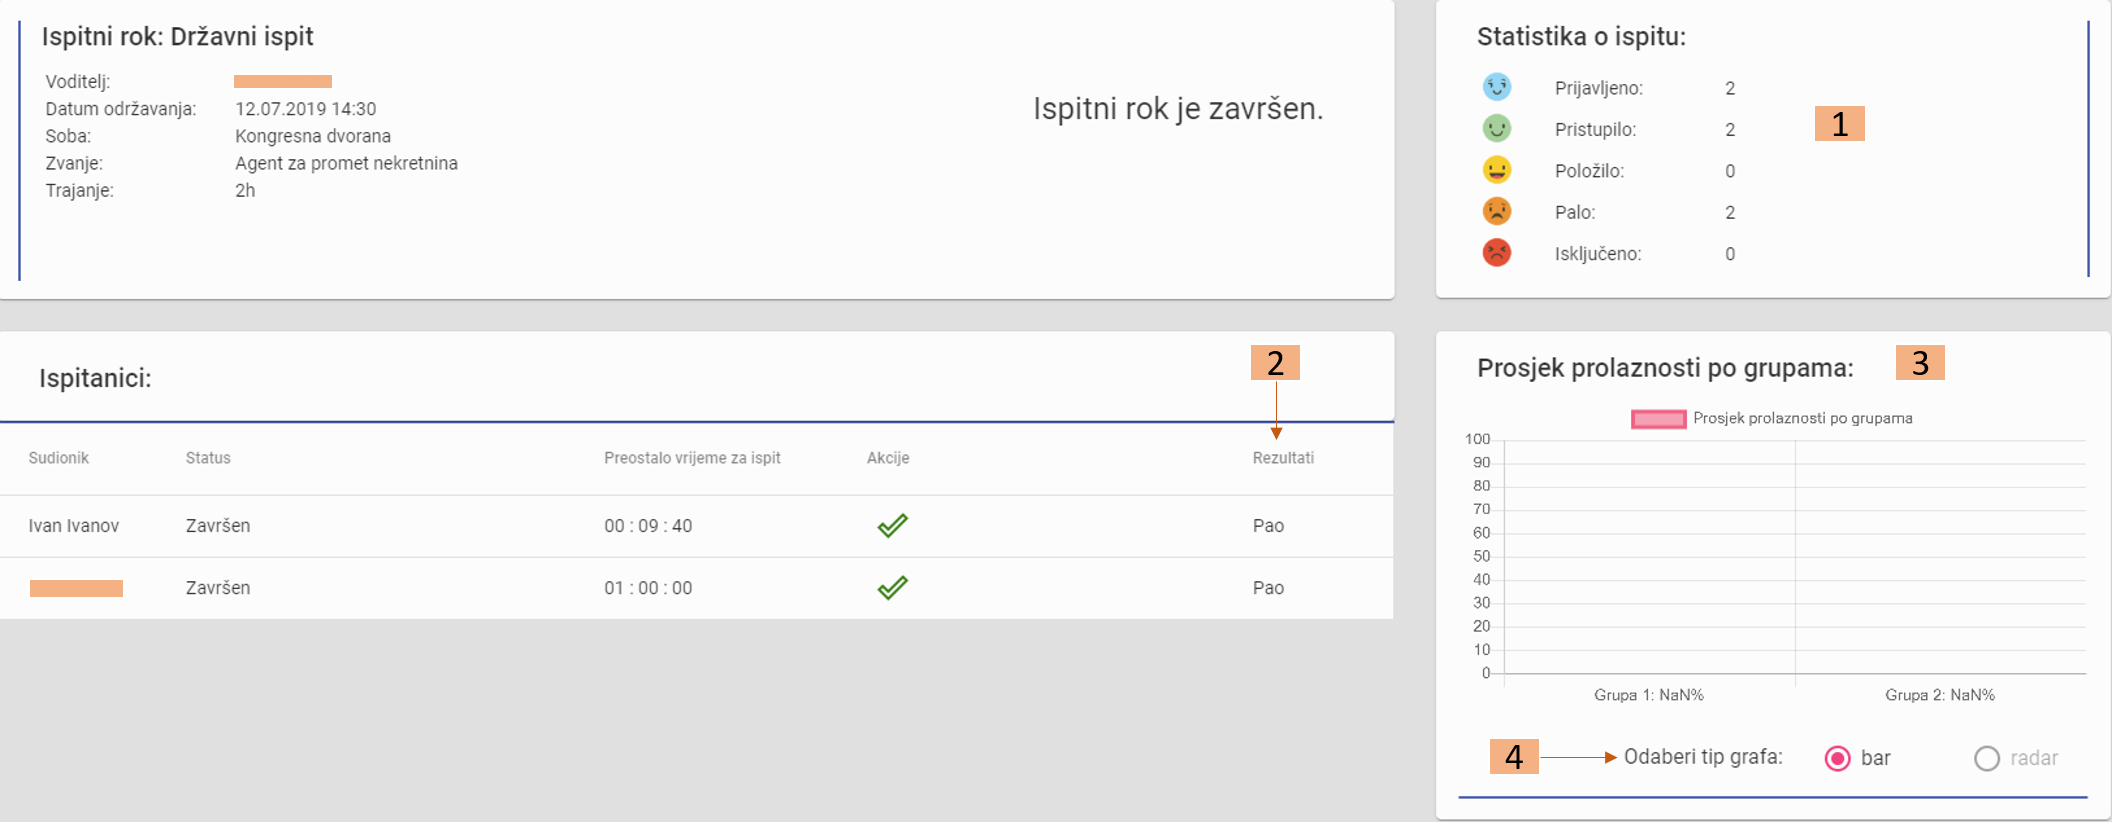 Ispitni rok: Državni ispit
Voditelj:
Datum održavanja: 12.07.2019 14:30
Soba: Kongresna dvorana
Zvanje: Agent za promet nekretnina
Trajanje: 2h
Ispitni rok je završen.
Statistika o ispitu:
Prijavljeno: 2
Pristupilo: 2
Položilo: 0
Palo: 2
Isključeno: 0
1
Ispitanici:
2
Sudionik Status Preostalo vrijeme za ispit Akcije Rezultati
Ivan Ivanov Završen 00 : 09 : 40 Pao
Završen 01 : 00 : 00 Pao
Prosjek prolaznosti po grupama: 3
Prosjek prolaznosti po grupama
100
90
80
70
60
50
40
30
20
10
0
Grupa 1: NaN% Grupa 2: NaN%
4 Odaberi tip grafa: bar radar